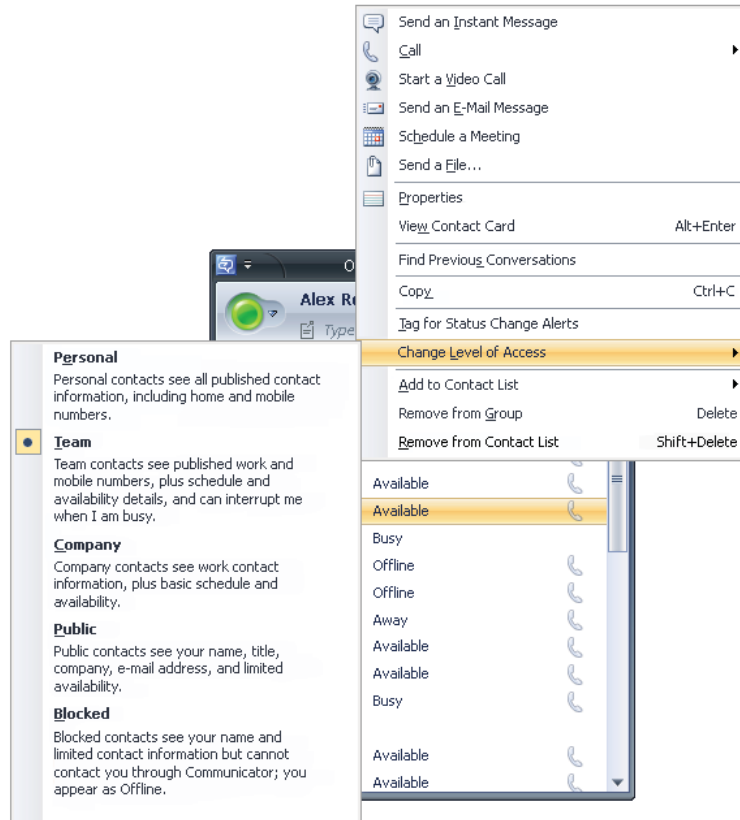 Send an Instant Message
Call
Start a Video Call
Send an E-Mail Message
Schedule a Meeting
Send a File...
Properties
View Contact Card Alt+Enter
Find Previous Conversations
Copy Ctrl+C
Tag for Status Change Alerts
Change Level of Access
Add to Contact List
Remove from Group Delete
Remove from Contact List Shift+Delete
Alex
Type
Personal
Personal contacts see all published contact
information, including home and mobile
numbers.
Team
Team contacts see published work and
mobile numbers, plus schedule and
availability details, and can interrupt me
when I am busy.
Company
Company contacts see work contact
information, plus basic schedule and
availability.
Public
Public contacts see your name, title,
company, e-mail address, and limited
availability.
Blocked
Blocked contacts see your name and
limited contact information but cannot
contact you through Communicator; you
appear as Offline.
Available
Available
Busy
Offline
Offline
Away
Available
Available
Busy
Available
Available